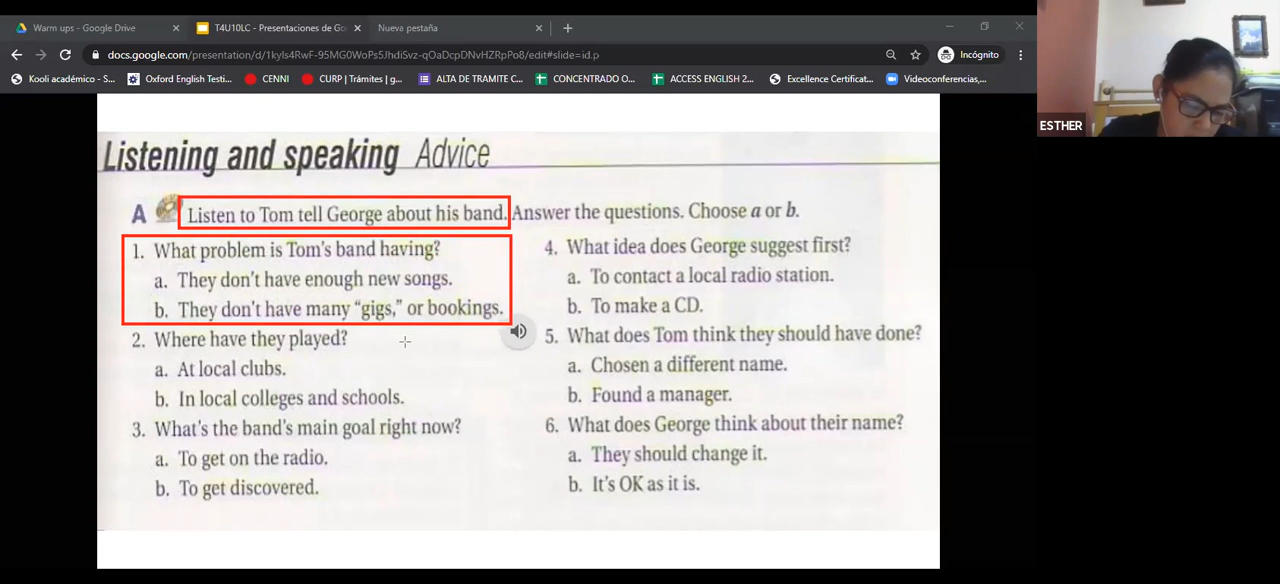 Warm ups - Google Drive
T4U10LC - Presentaciones de Go
Nueva pestaña
docs.google.com/presentation/d/1kyls4RwF-95MG0WoPs5JhdiSvz-qOaDcpDNvHZRpPo8/edit#slide=id.p
Incógnito
Kooli académico - S...
Oxford English Testi...
CENNI
CURP | Trámites | g...
ALTA DE TRAMITE C...
CONCENTRADO O...
ACCESS ENGLISH 2...
Excellence Certificat...
Videoconferencias,...
ESTHER
Listening and speaking Advice
A Listen to Tom tell George about his band. Answer the questions. Choose a or b.
1. What problem is Tom's band having?
a. They don't have enough new songs.
b. They don't have many "gigs," or bookings.
2. Where have they played?
a. At local clubs.
b. In local colleges and schools.
3. What's the band's main goal right now?
a. To get on the radio.
b. To get discovered.
4. What idea does George suggest first?
a. To contact a local radio station.
b. To make a CD.
5. What does Tom think they should have done?
a. Chosen a different name.
b. Found a manager.
6. What does George think about their name?
a. They should change it.
b. It's OK as it is.